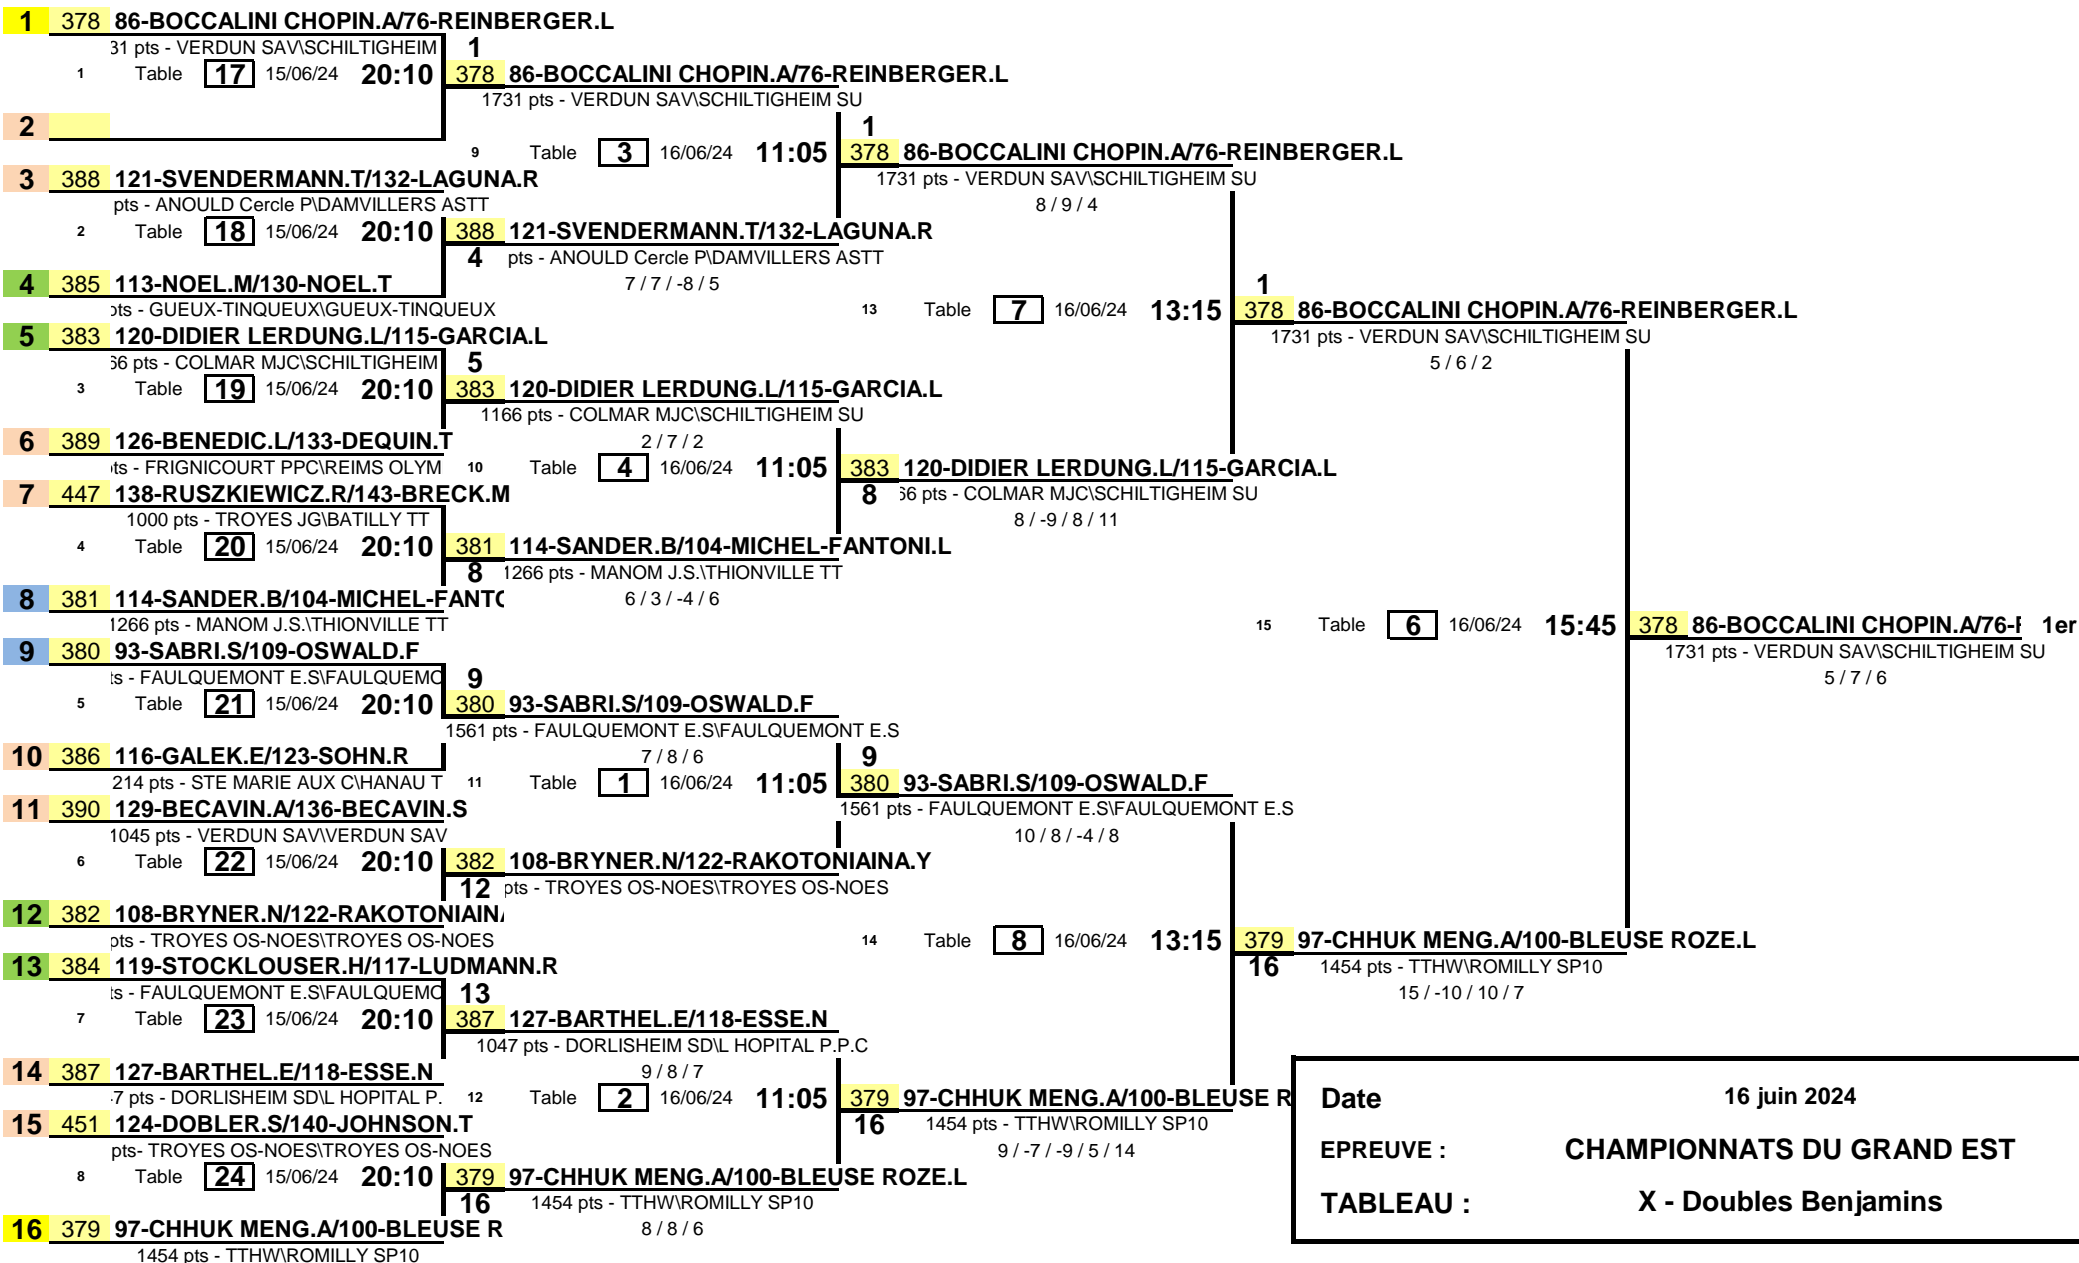 1 378 86-BOCCALINI CHOPIN.A/76-REINBERGER.L
31 pts - VERDUN SAV\SCHILTIGHEIM 1
1 Table 17 15/06/24 20:10 378 86-BOCCALINI CHOPIN.A/76-REINBERGER.L
1731 pts - VERDUN SAV\SCHILTIGHEIM SU
2 1
9 Table 3 16/06/24 11:05 378 86-BOCCALINI CHOPIN.A/76-REINBERGER.L
3 388 121-SVENDERMANN.T/132-LAGUNA.R 1731 pts - VERDUN SAV\SCHILTIGHEIM SU
pts - ANOULD Cercle P\DAMVILLERS ASTT 8 / 9 / 4
2 Table 18 15/06/24 20:10 388 121-SVENDERMANN.T/132-LAGUNA.R
4 pts - ANOULD Cercle P\DAMVILLERS ASTT
4 385 113-NOEL.M/130-NOEL.T 7 / 7 / -8 / 5 1
pts - GUEUX-TINQUEUX\GUEUX-TINQUEUX 13 Table 7 16/06/24 13:15 378 86-BOCCALINI CHOPIN.A/76-REINBERGER.L
5 383 120-DIDIER LERDUNG.L/115-GARCIA.L 1731 pts - VERDUN SAV\SCHILTIGHEIM SU
66 pts - COLMAR MJC\SCHILTIGHEIM 5 5 / 6 / 2
3 Table 19 15/06/24 20:10 383 120-DIDIER LERDUNG.L/115-GARCIA.L
1166 pts - COLMAR MJC\SCHILTIGHEIM SU
6 389 126-BENEDIC.L/133-DEQUIN.T 2 / 7 / 2
pts - FRIGNICOURT PPC\REIMS OLYM 10 Table 4 16/06/24 11:05 383 120-DIDIER LERDUNG.L/115-GARCIA.L
7 447 138-RUSZKIEWICZ.R/143-BRECK.M 8 66 pts - COLMAR MJC\SCHILTIGHEIM SU
1000 pts - TROYES JG\BATILLY TT 8 / -9 / 8 / 11
4 Table 20 15/06/24 20:10 381 114-SANDER.B/104-MICHEL-FANTONI.L
8 1266 pts - MANOM J.S.\THIONVILLE TT
8 381 114-SANDER.B/104-MICHEL-FANTO 6 / 3 / -4 / 6
1266 pts - MANOM J.S.\THIONVILLE TT 15 Table 6 16/06/24 15:45 378 86-BOCCALINI CHOPIN.A/76- 1er
9 380 93-SABRI.S/109-OSWALD.F 1731 pts - VERDUN SAV\SCHILTIGHEIM SU
ts - FAULQUEMONT E.S\FAULQUEMO 9 5 / 7 / 6
5 Table 21 15/06/24 20:10 380 93-SABRI.S/109-OSWALD.F
1561 pts - FAULQUEMONT E.S\FAULQUEMONT E.S
10 386 116-GALEK.E/123-SOHN.R 7 / 8 / 6 9
214 pts - STE MARIE AUX C\HANAU T 11 Table 1 16/06/24 11:05 380 93-SABRI.S/109-OSWALD.F
11 390 129-BECAVIN.A/136-BECAVIN.S 1561 pts - FAULQUEMONT E.S\FAULQUEMONT E.S
1045 pts - VERDUN SAV\VERDUN SAV 10 / 8 / -4 / 8
6 Table 22 15/06/24 20:10 382 108-BRYNER.N/122-RAKOTONIAINA.Y
12 pts - TROYES OS-NOES\TROYES OS-NOES
12 382 108-BRYNER.N/122-RAKOTONIAINA
pts - TROYES OS-NOES\TROYES OS-NOES 14 Table 8 16/06/24 13:15 379 97-CHHUK MENG.A/100-BLEUSE ROZE.L
13 384 119-STOCKLOUSER.H/117-LUDMANN.R 16 1454 pts - TTHW\ROMILLY SP10
ts - FAULQUEMONT E.S\FAULQUEMO 13 15 / -10 / 10 / 7
7 Table 23 15/06/24 20:10 387 127-BARTHEL.E/118-ESSE.N
1047 pts - DORLISHEIM SD\L HOPITAL P.P.C
14 387 127-BARTHEL.E/118-ESSE.N 9 / 8 / 7
7 pts - DORLISHEIM SD\L HOPITAL P. 12 Table 2 16/06/24 11:05 379 97-CHHUK MENG.A/100-BLEUSE R
Date 16 juin 2024
15 451 124-DOBLER.S/140-JOHNSON.T 16 1454 pts - TTHW\ROMILLY SP10
pts- TROYES OS-NOES\TROYES OS-NOES 9 / -7 / -9 / 5 / 14
EPREUVE : CHAMPIONNATS DU GRAND EST
8 Table 24 15/06/24 20:10 379 97-CHHUK MENG.A/100-BLEUSE ROZE.L
16 1454 pts - TTHW\ROMILLY SP10
TABLEAU : X - Doubles Benjamins
16 379 97-CHHUK MENG.A/100-BLEUSE R 8 / 8 / 6
1454 pts - TTHW\ROMILLY SP10